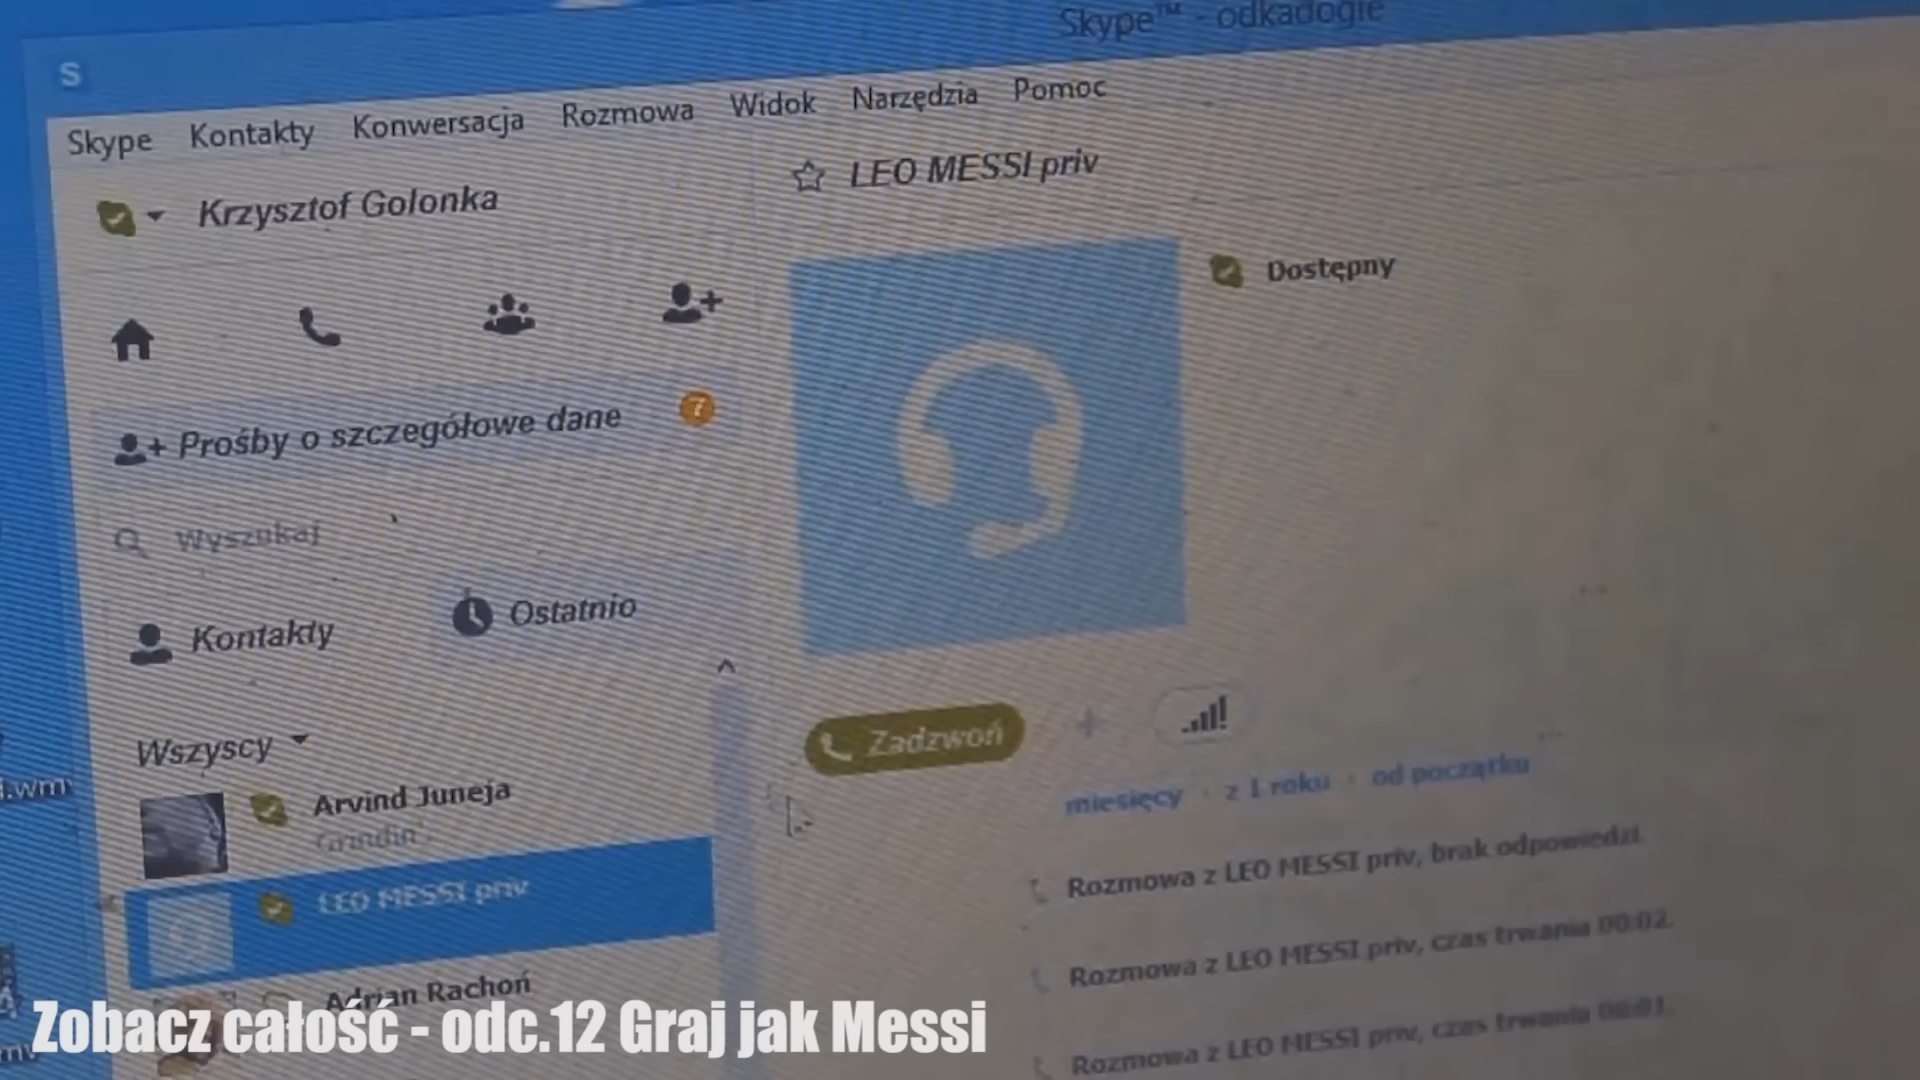 Skype™ - odkadogie
S
Skype Kontakty Konwersacja Rozmowa Widok Narzędzia Pomoc
Krzysztof Golonka
LEO MESSI priv
Dostępny
Prośby o szczegółowe dane 7
Wyszukaj
Kontakty
Ostatnio
Zadzwoń
Wszyscy
miesięcy · z 1 roku · od początku
.wmv
Arvind Juneja
Grindin'.
LEO MESSI priv
Rozmowa z LEO MESSI priv, brak odpowiedzi.
Rozmowa z LEO MESSI priv, czas trwania 00:02.
Adrian Rachoń
Rozmowa z LEO MESSI priv, czas trwania 00:01.
Zobacz całość - odc.12 Graj jak Messi